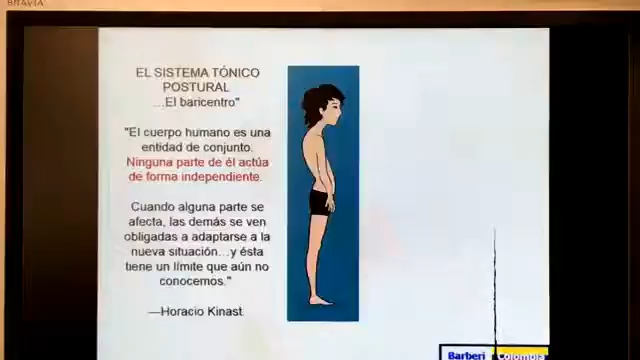 BRAVIA
EL SISTEMA TÓNICO
POSTURAL
...El baricentro"
"El cuerpo humano es una
entidad de conjunto.
Ninguna parte de él actúa
de forma independiente.
Cuando alguna parte se
afecta, las demás se ven
obligadas a adaptarse a la
nueva situación...y ésta
tiene un límite que aún no
conocemos."
—Horacio Kinast
Barberi Colombia